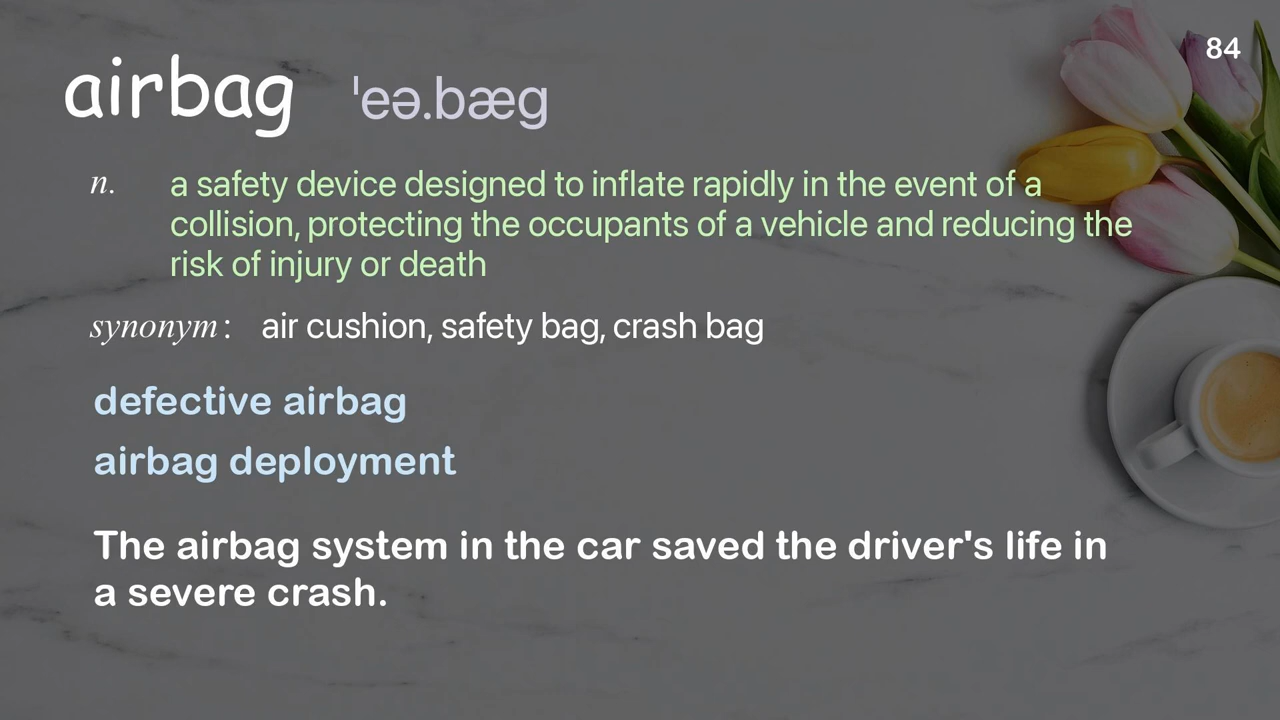 84
airbag ˈeə.bæg
n. a safety device designed to inflate rapidly in the event of a
collision, protecting the occupants of a vehicle and reducing the
risk of injury or death
synonym: air cushion, safety bag, crash bag
defective airbag
airbag deployment
The airbag system in the car saved the driver's life in
a severe crash.